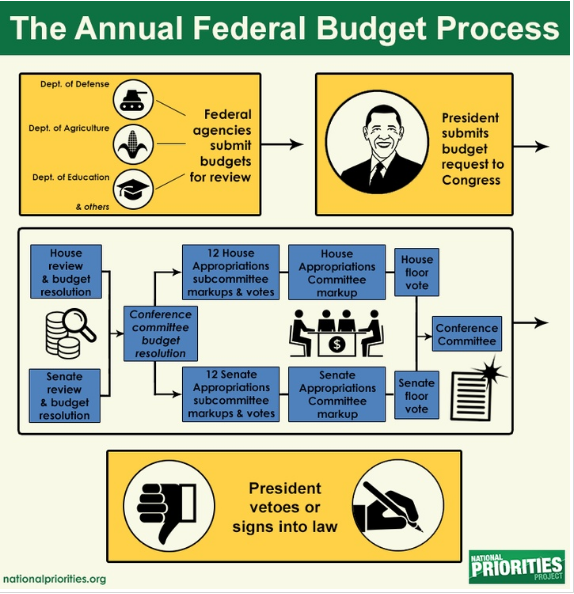 The Annual Federal Budget Process
Dept. of Defense
Dept. of Agriculture
Dept. of Education
& others
Federal
agencies
submit
budgets
for review
President
submits
budget
request to
Congress
House
review
& budget
resolution
Senate
review
& budget
resolution
Conference
committee
budget
resolution
12 House
Appropriations
subcommittee
markups & votes
House
Appropriations
Committee
markup
House
floor
vote
12 Senate
Appropriations
subcommittee
markups & votes
Senate
Appropriations
Committee
markup
Senate
floor
vote
$
Conference
Committee
President
vetoes or
signs into law
nationalpriorities.org
NATIONAL
PRIORITIES
PROJECT